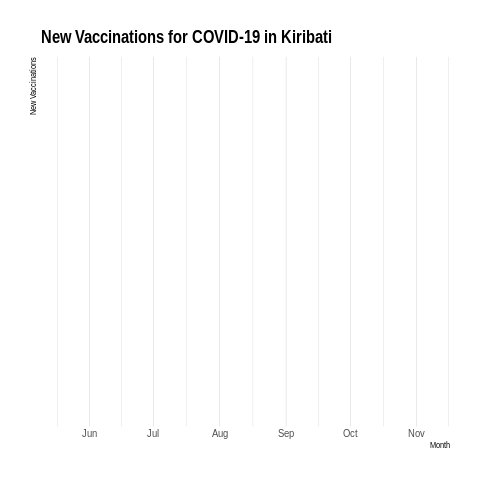 New Vaccinations for COVID-19 in Kiribati
New Vaccinations
Jun Jul Aug Sep Oct Nov
Month